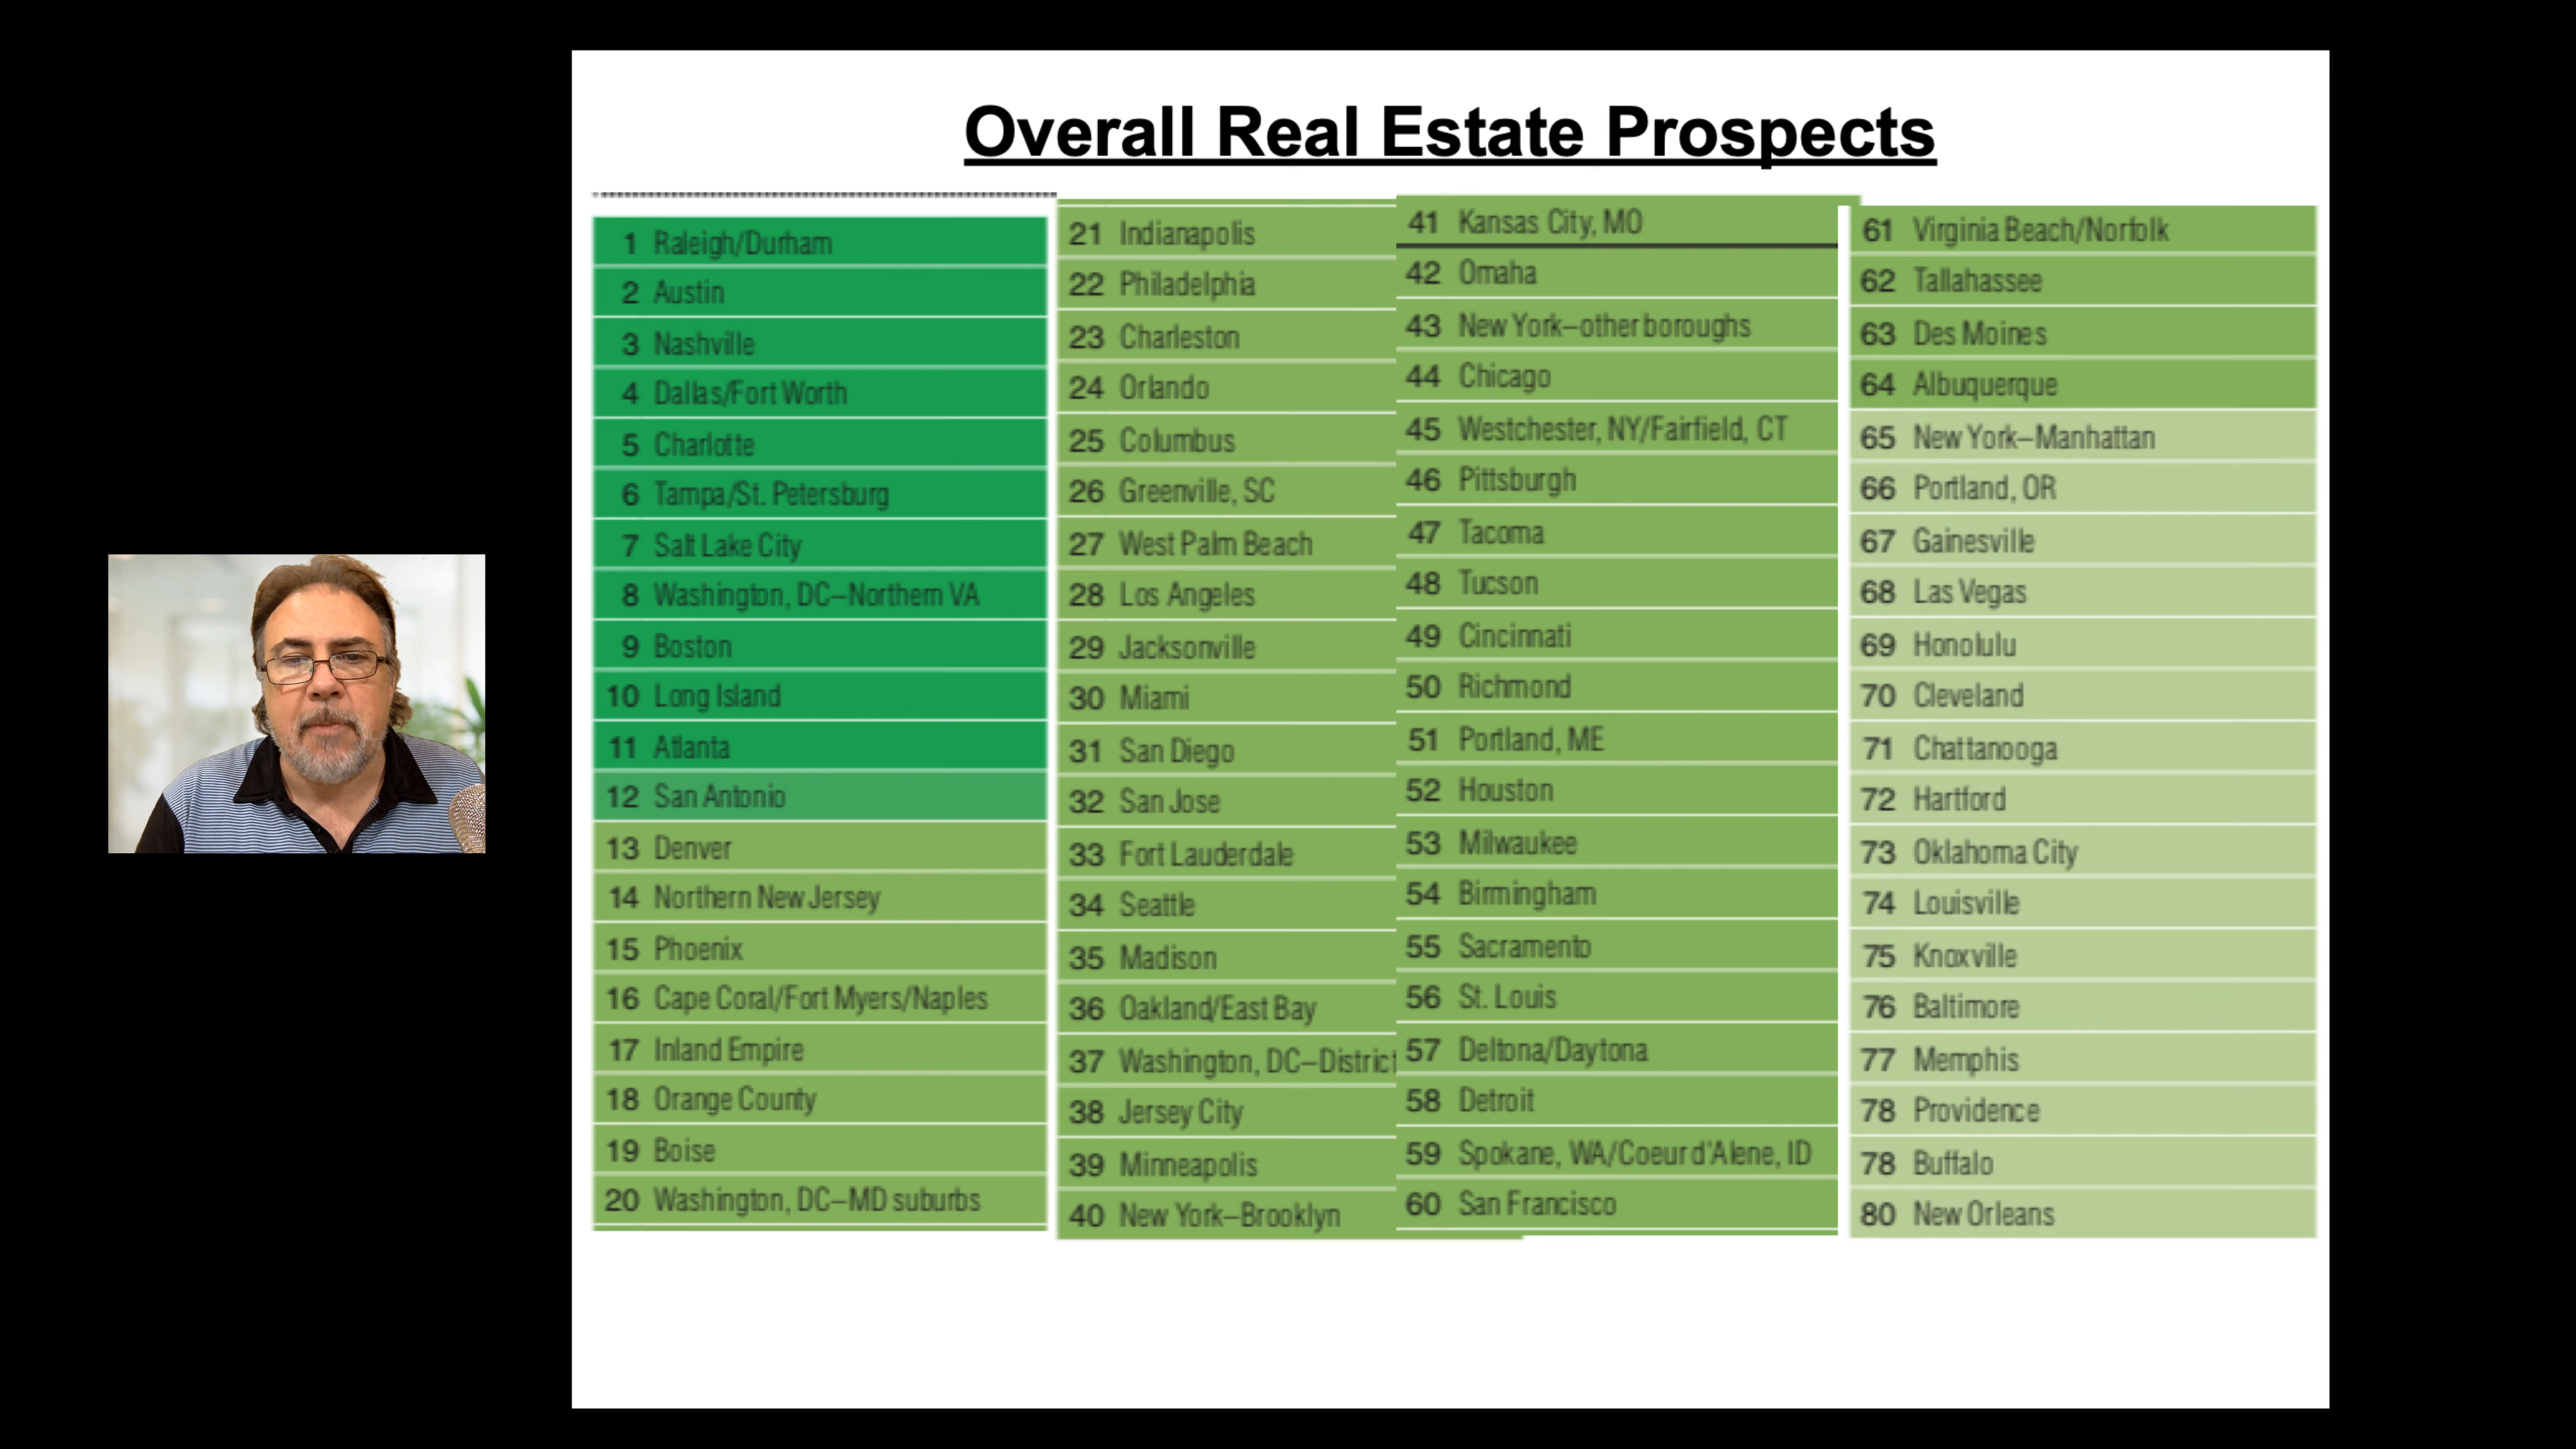 Overall Real Estate Prospects
1 Raleigh/Durham
2 Austin
3 Nashville
4 Dallas/Fort Worth
5 Charlotte
6 Tampa/St. Petersburg
7 Salt Lake City
8 Washington, DC–Northern VA
9 Boston
10 Long Island
11 Atlanta
12 San Antonio
13 Denver
14 Northern New Jersey
15 Phoenix
16 Cape Coral/Fort Myers/Naples
17 Inland Empire
18 Orange County
19 Boise
20 Washington, DC–MD suburbs
21 Indianapolis
22 Philadelphia
23 Charleston
24 Orlando
25 Columbus
26 Greenville, SC
27 West Palm Beach
28 Los Angeles
29 Jacksonville
30 Miami
31 San Diego
32 San Jose
33 Fort Lauderdale
34 Seattle
35 Madison
36 Oakland/East Bay
37 Washington, DC–District
38 Jersey City
39 Minneapolis
40 New York–Brooklyn
41 Kansas City, MO
42 Omaha
43 New York–other boroughs
44 Chicago
45 Westchester, NY/Fairfield, CT
46 Pittsburgh
47 Tacoma
48 Tucson
49 Cincinnati
50 Richmond
51 Portland, ME
52 Houston
53 Milwaukee
54 Birmingham
55 Sacramento
56 St. Louis
57 Deltona/Daytona
58 Detroit
59 Spokane, WA/Coeur d'Alene, ID
60 San Francisco
61 Virginia Beach/Norfolk
62 Tallahassee
63 Des Moines
64 Albuquerque
65 New York–Manhattan
66 Portland, OR
67 Gainesville
68 Las Vegas
69 Honolulu
70 Cleveland
71 Chattanooga
72 Hartford
73 Oklahoma City
74 Louisville
75 Knoxville
76 Baltimore
77 Memphis
78 Providence
78 Buffalo
80 New Orleans